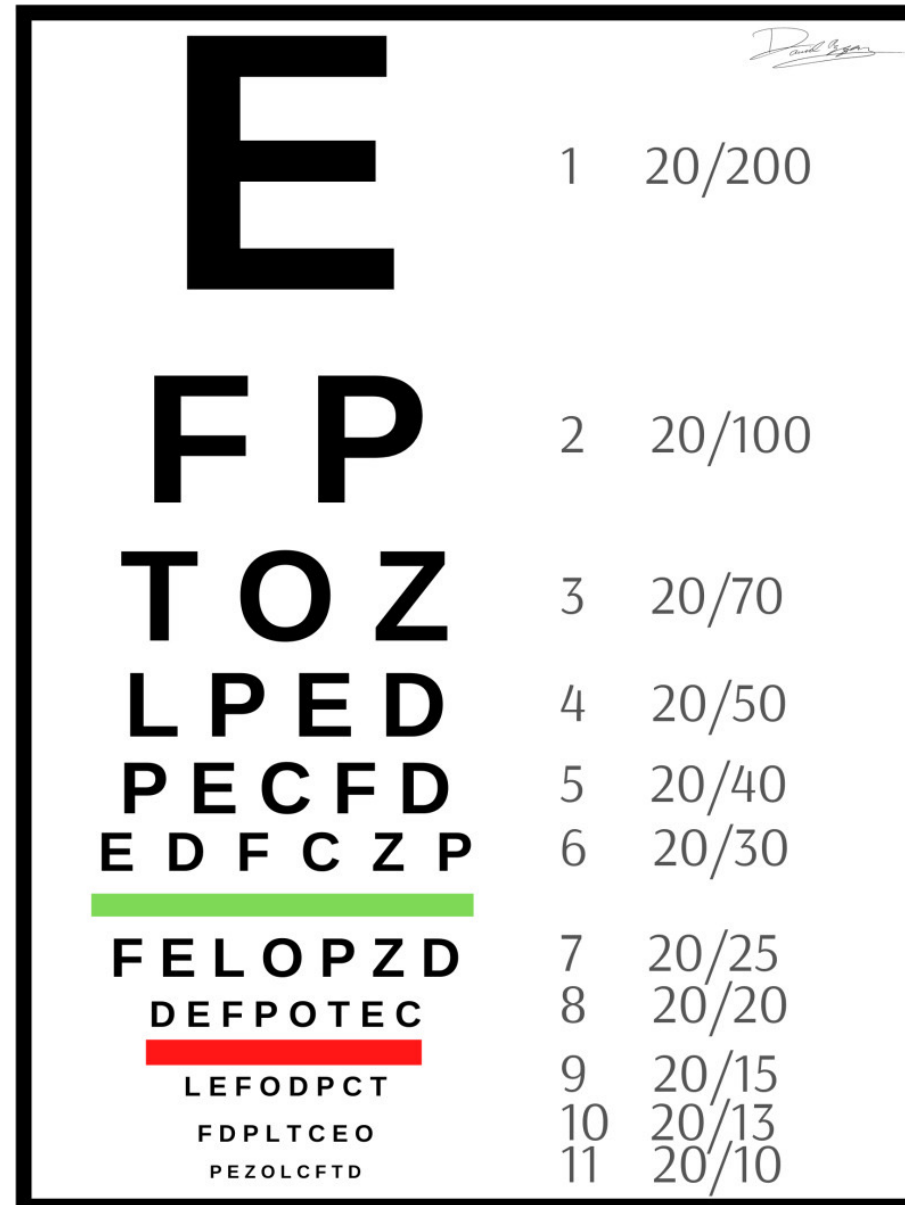 E 1 20/200
F P 2 20/100
T O Z 3 20/70
L P E D 4 20/50
P E C F D 5 20/40
E D F C Z P 6 20/30
F E L O P Z D 7 20/25
D E F P O T E C 8 20/20
L E F O D P C T 9 20/15
F D P L T C E O 10 20/13
P E Z O L C F T D 11 20/10